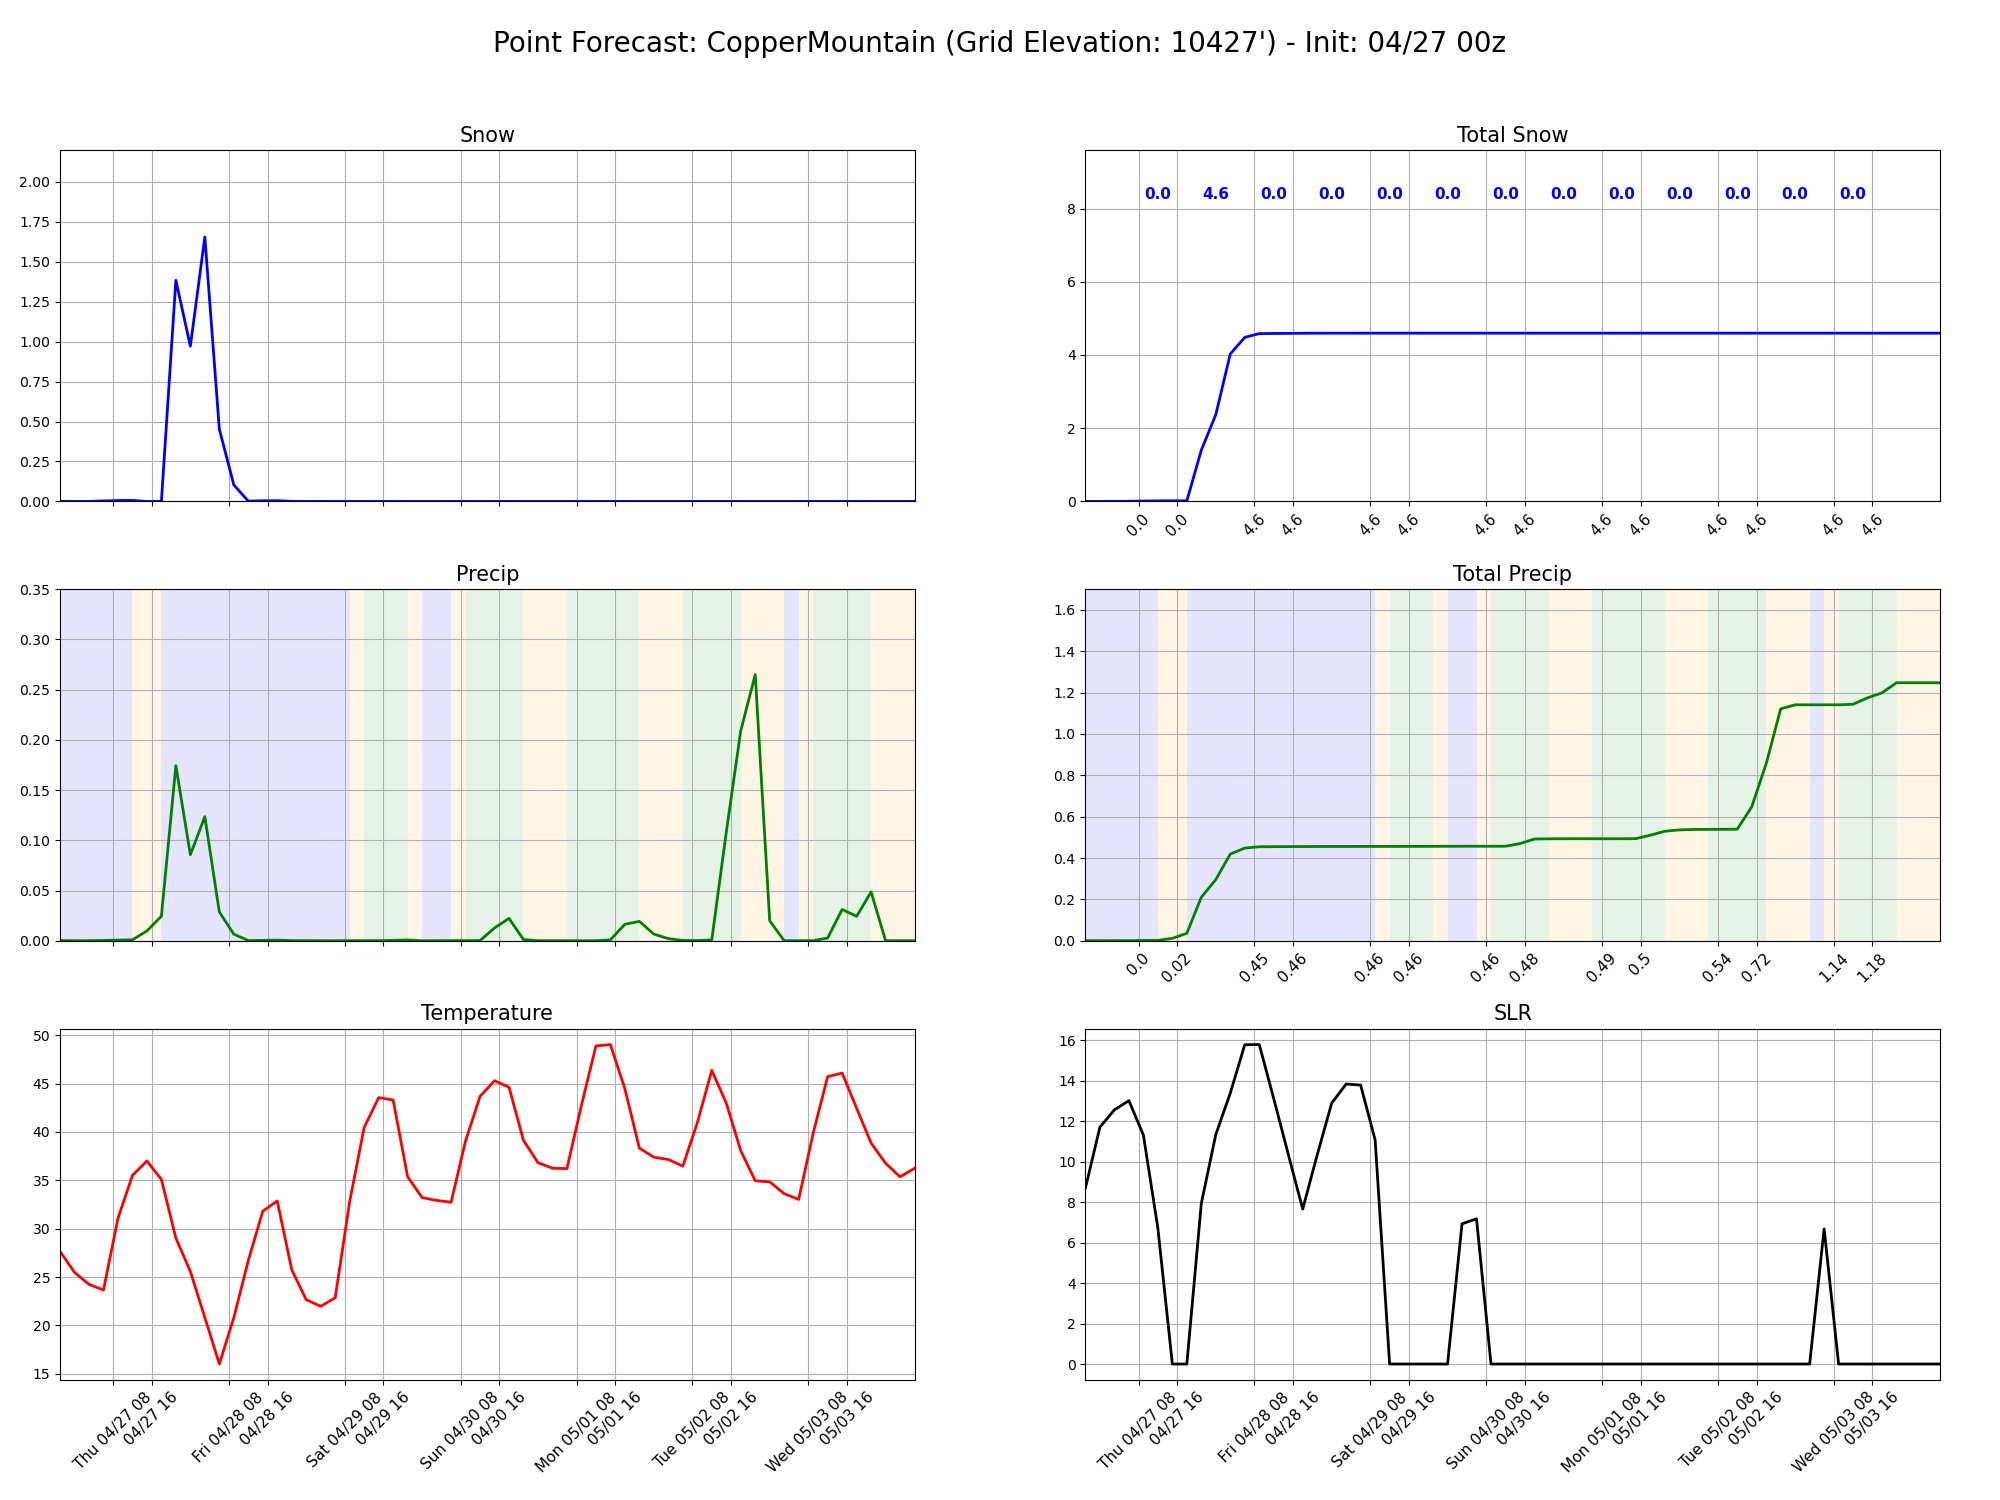 Point Forecast: CopperMountain (Grid Elevation: 10427') - Init: 04/27 00z
Snow
2.00
1.75
1.50
1.25
1.00
0.75
0.50
0.25
0.00
Total Snow
0.0 4.6 0.0 0.0 0.0 0.0 0.0 0.0 0.0 0.0 0.0 0.0 0.0
8
6
4
2
0
0.0 0.0 4.6 4.6 4.6 4.6 4.6 4.6 4.6 4.6 4.6 4.6 4.6 4.6
Precip
0.35
0.30
0.25
0.20
0.15
0.10
0.05
0.00
Total Precip
1.6
1.4
1.2
1.0
0.8
0.6
0.4
0.2
0.0
0.0 0.02 0.45 0.46 0.46 0.46 0.46 0.48 0.49 0.5 0.54 0.72 1.14 1.18
Temperature
50
45
40
35
30
25
20
15
Thu 04/27 08
04/27 16
Fri 04/28 08
04/28 16
Sat 04/29 08
04/29 16
Sun 04/30 08
04/30 16
Mon 05/01 08
05/01 16
Tue 05/02 08
05/02 16
Wed 05/03 08
05/03 16
SLR
16
14
12
10
8
6
4
2
0
Thu 04/27 08
04/27 16
Fri 04/28 08
04/28 16
Sat 04/29 08
04/29 16
Sun 04/30 08
04/30 16
Mon 05/01 08
05/01 16
Tue 05/02 08
05/02 16
Wed 05/03 08
05/03 16